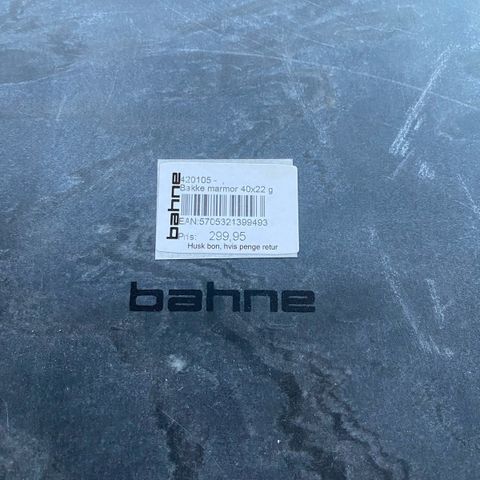 bahne
420105 -
Bakke marmor 40x22 g
EAN:5705321399493
Pris: 299,95
Husk bon, hvis penge retur
bahne